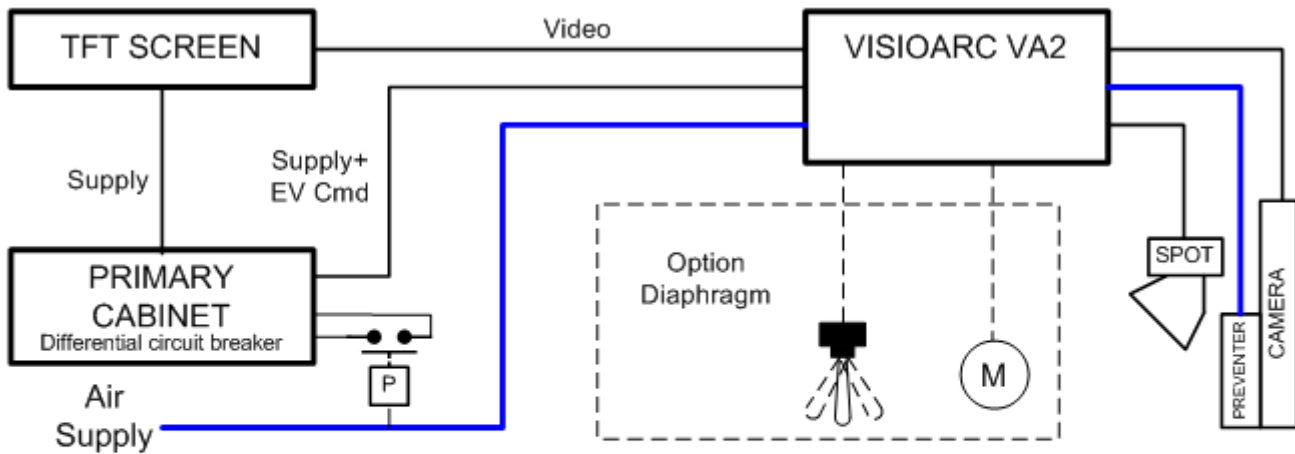 TFT SCREEN
Video
VISIOARC VA2
Supply
Supply+
EV Cmd
PRIMARY
CABINET
Differential circuit breaker
P
Air
Supply
Option
Diaphragm
M
SPOT
PREVENTER
CAMERA